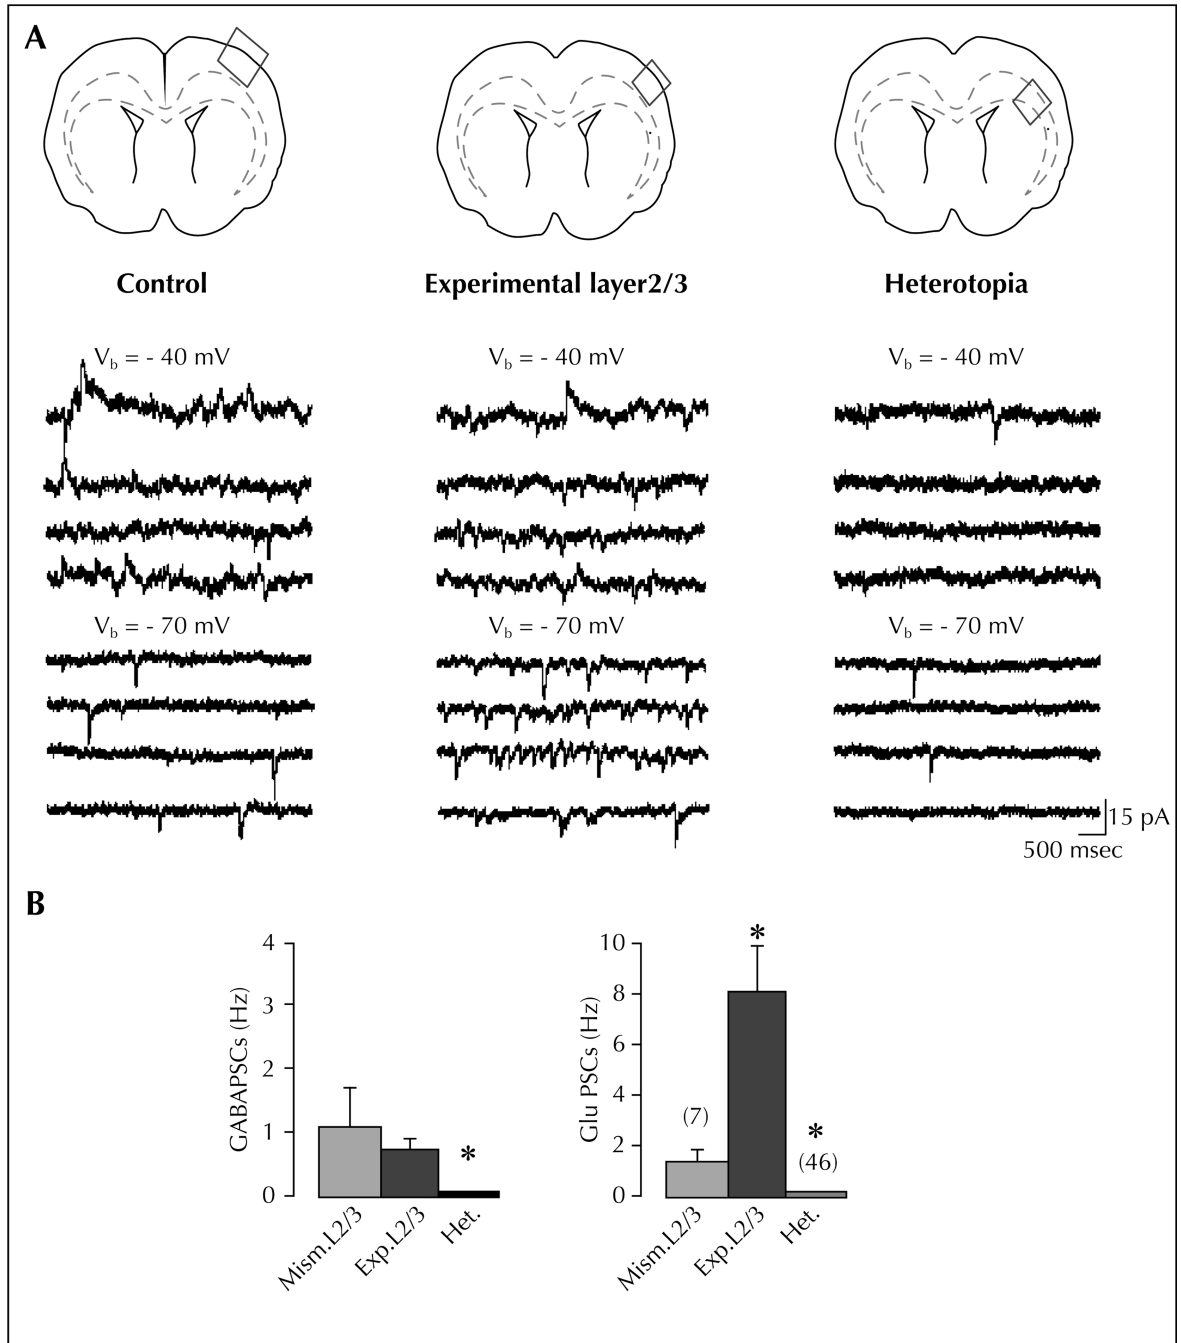 A
Control
Experimental layer2/3
Heterotopia
Vb = - 40 mV
Vb = - 40 mV
Vb = - 40 mV
Vb = - 70 mV
Vb = - 70 mV
Vb = - 70 mV
15 pA
500 msec
B
GABAPSCs (Hz)
4
3
2
1
0
Mism.L2/3
Exp.L2/3
Het.
*
Glu PSCs (Hz)
10
8
6
4
2
0
(7)
*
*
(46)
Mism.L2/3
Exp.L2/3
Het.